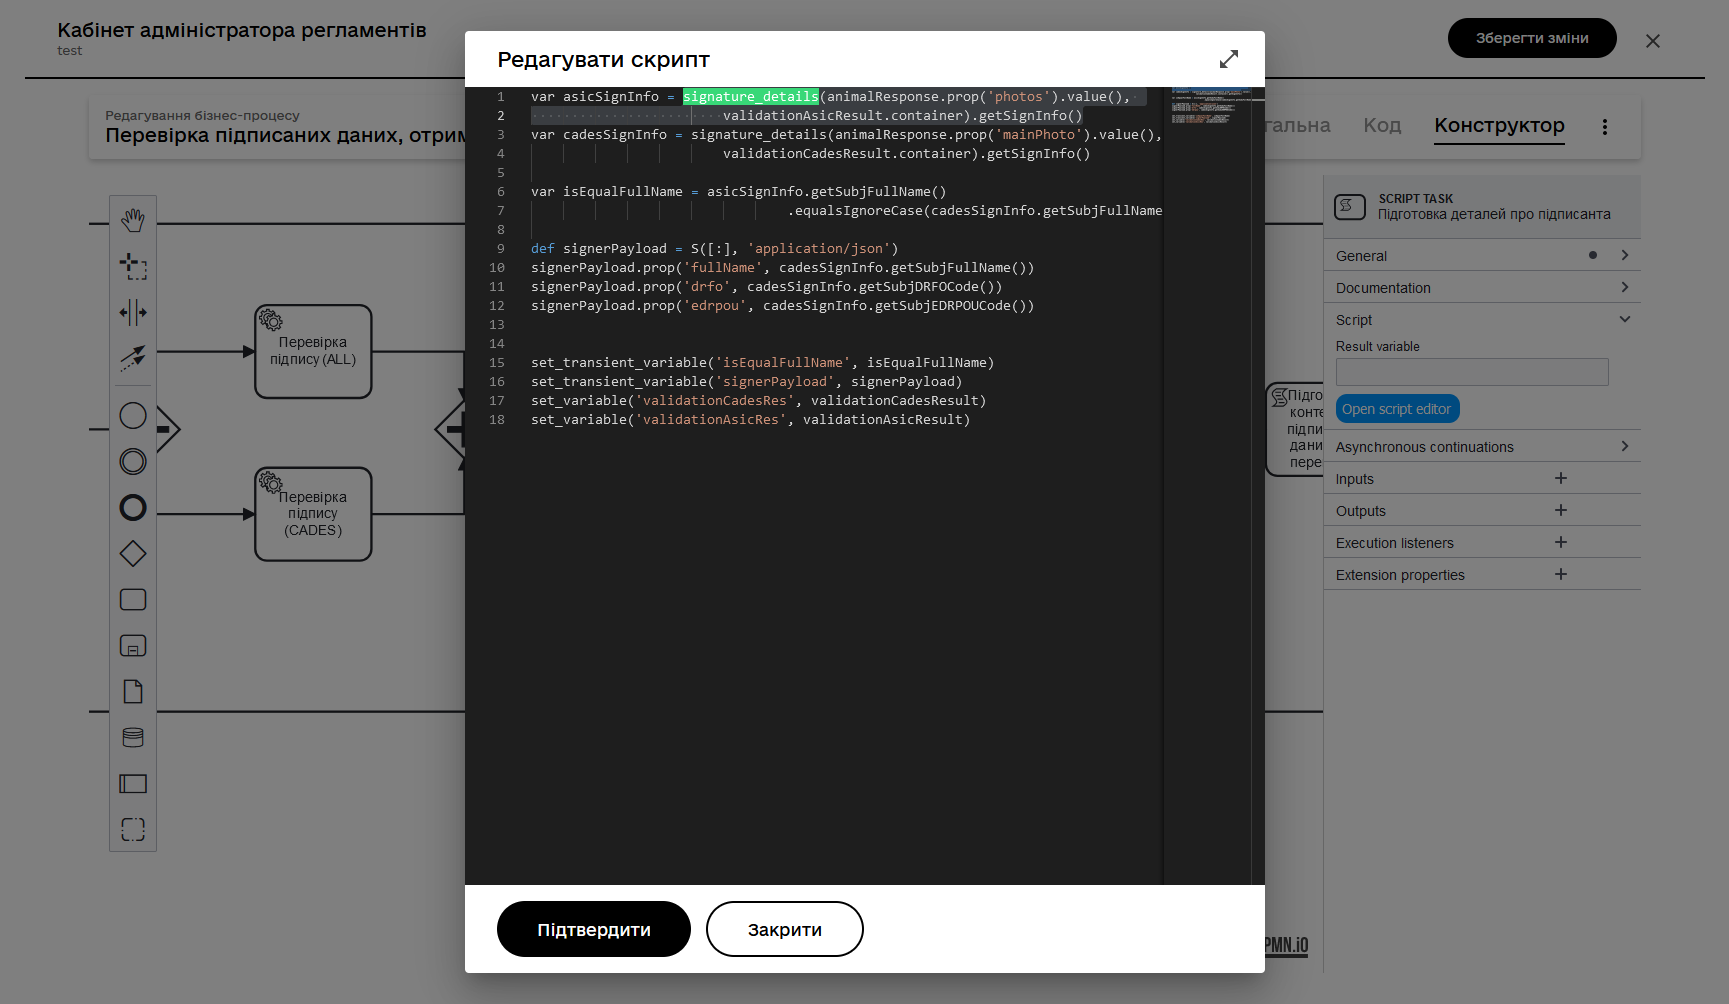 Кабінет адміністратора регламентів
test
Зберегти зміни
Редагування бізнес-процесу
Перевірка підписаних даних, отрим
гальна
Код
Конструктор
Перевірка
підпису (ALL)
Перевірка
підпису
(CADES)
Редагувати скрипт
1 var asicSignInfo = signature_details(animalResponse.prop('photos').value(),
2 validationAsicResult.container).getSignInfo()
3 var cadesSignInfo = signature_details(animalResponse.prop('mainPhoto').value(),
4 validationCadesResult.container).getSignInfo()
5
6 var isEqualFullName = asicSignInfo.getSubjFullName()
7 .equalsIgnoreCase(cadesSignInfo.getSubjFullName
8
9 def signerPayload = S([:], 'application/json')
10 signerPayload.prop('fullName', cadesSignInfo.getSubjFullName())
11 signerPayload.prop('drfo', cadesSignInfo.getSubjDRFOCode())
12 signerPayload.prop('edrpou', cadesSignInfo.getSubjEDRPOUCode())
13
14
15 set_transient_variable('isEqualFullName', isEqualFullName)
16 set_transient_variable('signerPayload', signerPayload)
17 set_variable('validationCadesRes', validationCadesResult)
18 set_variable('validationAsicRes', validationAsicResult)
Підтвердити
Закрити
Підго
конте
підпи
дани
пере
SCRIPT TASK
Підготовка деталей про підписанта
General
Documentation
Script
Result variable
Open script editor
Asynchronous continuations
Inputs
Outputs
Execution listeners
Extension properties
PMN.iO